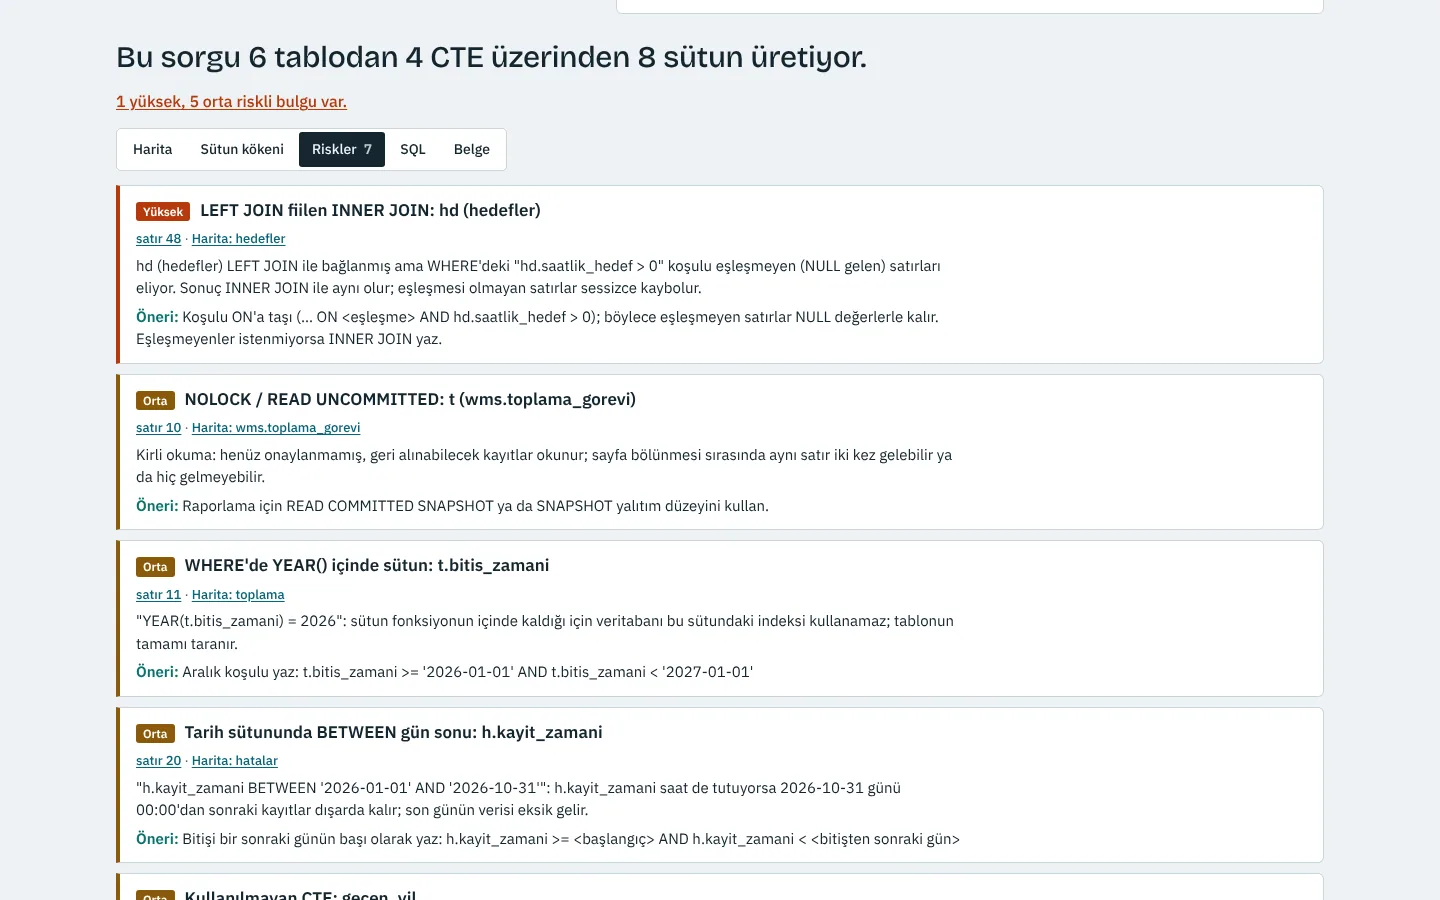 Bu sorgu 6 tablodan 4 CTE üzerinden 8 sütun üretiyor.
1 yüksek, 5 orta riskli bulgu var.
Harita Sütun kökeni Riskler 7 SQL Belge
Yüksek LEFT JOIN fiilen INNER JOIN: hd (hedefler)
satır 48 · Harita: hedefler
hd (hedefler) LEFT JOIN ile bağlanmış ama WHERE'deki "hd.saatlik_hedef > 0" koşulu eşleşmeyen (NULL gelen) satırları
eliyor. Sonuç INNER JOIN ile aynı olur; eşleşmesi olmayan satırlar sessizce kaybolur.
Öneri: Koşulu ON'a taşı (... ON <eşleşme> AND hd.saatlik_hedef > 0); böylece eşleşmeyen satırlar NULL değerlerle kalır.
Eşleşmeyenler istenmiyorsa INNER JOIN yaz.
Orta NOLOCK / READ UNCOMMITTED: t (wms.toplama_gorevi)
satır 10 · Harita: wms.toplama_gorevi
Kirli okuma: henüz onaylanmamış, geri alınabilecek kayıtlar okunur; sayfa bölünmesi sırasında aynı satır iki kez gelebilir ya
da hiç gelmeyebilir.
Öneri: Raporlama için READ COMMITTED SNAPSHOT ya da SNAPSHOT yalıtım düzeyini kullan.
Orta WHERE'de YEAR() içinde sütun: t.bitis_zamani
satır 11 · Harita: toplama
"YEAR(t.bitis_zamani) = 2026": sütun fonksiyonun içinde kaldığı için veritabanı bu sütundaki indeksi kullanamaz; tablonun
tamamı taranır.
Öneri: Aralık koşulu yaz: t.bitis_zamani >= '2026-01-01' AND t.bitis_zamani < '2027-01-01'
Orta Tarih sütununda BETWEEN gün sonu: h.kayit_zamani
satır 20 · Harita: hatalar
"h.kayit_zamani BETWEEN '2026-01-01' AND '2026-10-31'": h.kayit_zamani saat de tutuyorsa 2026-10-31 günü
00:00'dan sonraki kayıtlar dışarda kalır; son günün verisi eksik gelir.
Öneri: Bitişi bir sonraki günün başı olarak yaz: h.kayit_zamani >= <başlangıç> AND h.kayit_zamani < <bitişten sonraki gün>
Orta Kullanılmayan CTE: gecen_yil